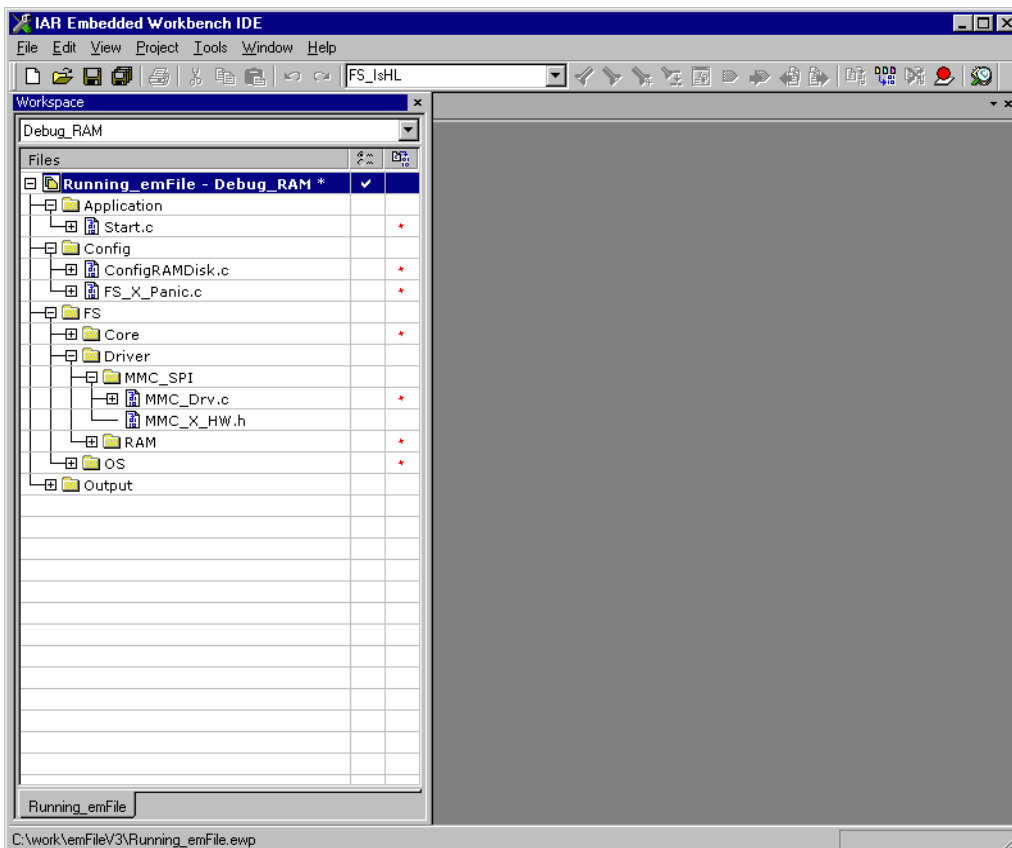 IAR Embedded Workbench IDE
File Edit View Project Tools Window Help
FS_IsHL
Workspace
Debug_RAM
Files
Running_emFile - Debug_RAM *
Application
Start.c
Config
ConfigRAMDisk.c
FS_X_Panic.c
FS
Core
Driver
MMC_SPI
MMC_Drv.c
MMC_X_HW.h
RAM
OS
Output
Running_emFile
C:\work\emFileV3\Running_emFile.ewp